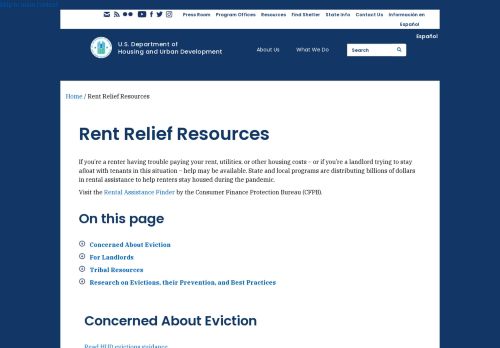 Skip to main content
Press Room Program Offices Resources Find Shelter State Info Contact Us Información en
Español
Español
U.S. Department of
Housing and Urban Development
About Us What We Do Search
Home / Rent Relief Resources
Rent Relief Resources
If you're a renter having trouble paying your rent, utilities, or other housing costs – or if you're a landlord trying to stay
afloat with tenants in this situation – help may be available. State and local programs are distributing billions of dollars
in rental assistance to help renters stay housed during the pandemic.
Visit the Rental Assistance Finder by the Consumer Finance Protection Bureau (CFPB).
On this page
Concerned About Eviction
For Landlords
Tribal Resources
Research on Evictions, their Prevention, and Best Practices
Concerned About Eviction
Read HUD evictions guidance